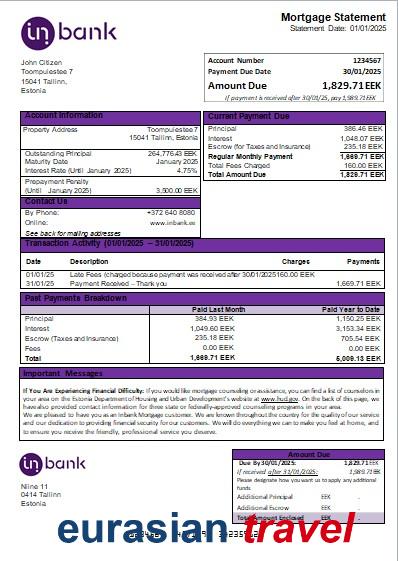 inbank
Mortgage Statement
Statement Date: 01/01/2025
John Citizen
Toompuiestee 7
15041 Tallinn,
Estonia
Account Number 1234567
Payment Due Date 30/01/2025
Amount Due 1,829.71 EEK
If payment is received after 30/01/25, pay 1,989.71 EEK
Account Information
Property Address Toompuiestee 7
15041 Tallinn, EEK
Outstanding Principal 264,776.43 EEK
Maturity Date January 2025
Interest Rate (Until January 2025) 4.75%
Prepayment Penalty
(Until January 2025) 3,500.00 EEK
Contact Us
By Phone: +372 640 8080
Online: www.inbank.ee
See back for mailing addresses
Current Payment Due
Principal 386.46 EEK
Interest 1,048.07 EEK
Escrow (for Taxes and Insurance) 235.18 EEK
Regular Monthly Payment 1,669.71 EEK
Total Fees Charged 160.00 EEK
Total Amount Due 1,829.71 EEK
Transaction Activity (01/01/2025 – 31/01/2025)
Date Description Charges Payments
01/01/25 Late Fees (charged because payment was received after 30/01/2025160.00 EEK
31/01/25 Payment Received – Thank you 1,669.71 EEK
Past Payments Breakdown
Paid Last Month Paid Year to Date
Principal 384.93 EEK 1,150.25 EEK
Interest 1,049.60 EEK 3,153.34 EEK
Escrow (Taxes and Insurance) 235.18 EEK 705.54 EEK
Fees 0.00 EEK 0.00 EEK
Total 1,669.71 EEK 5,009.13 EEK
Important Messages
If You Are Experiencing Financial Difficulty: If you would like mortgage counseling or assistance, you can find a list of counselors in
your area on the Estonia Department of Housing and Urban Development's website at www.hud.gov. On the back of this page, we
have also provided contact information for three state or federally-approved counseling programs in your area.
We are pleased to have you as an Inbank Mortgage customer. We are known throughout the country for the quality of our service
and our dedication to providing financial security for our customers. We will do everything we can to make you feel at home, and
to ensure you receive the friendly, professional service you deserve.
inbank
Niine 11
0414 Tallinn
Estonia
Amount Due
Due By 30/01/2025: 1,829.71 EEK
If received after 31/01/2025: 1,989.71 EEK
Please designate how you want us to apply any additional
funds.
Additional Principal EEK .
Additional Escrow EEK .
Total Amount Enclosed EEK .
eurasian travel